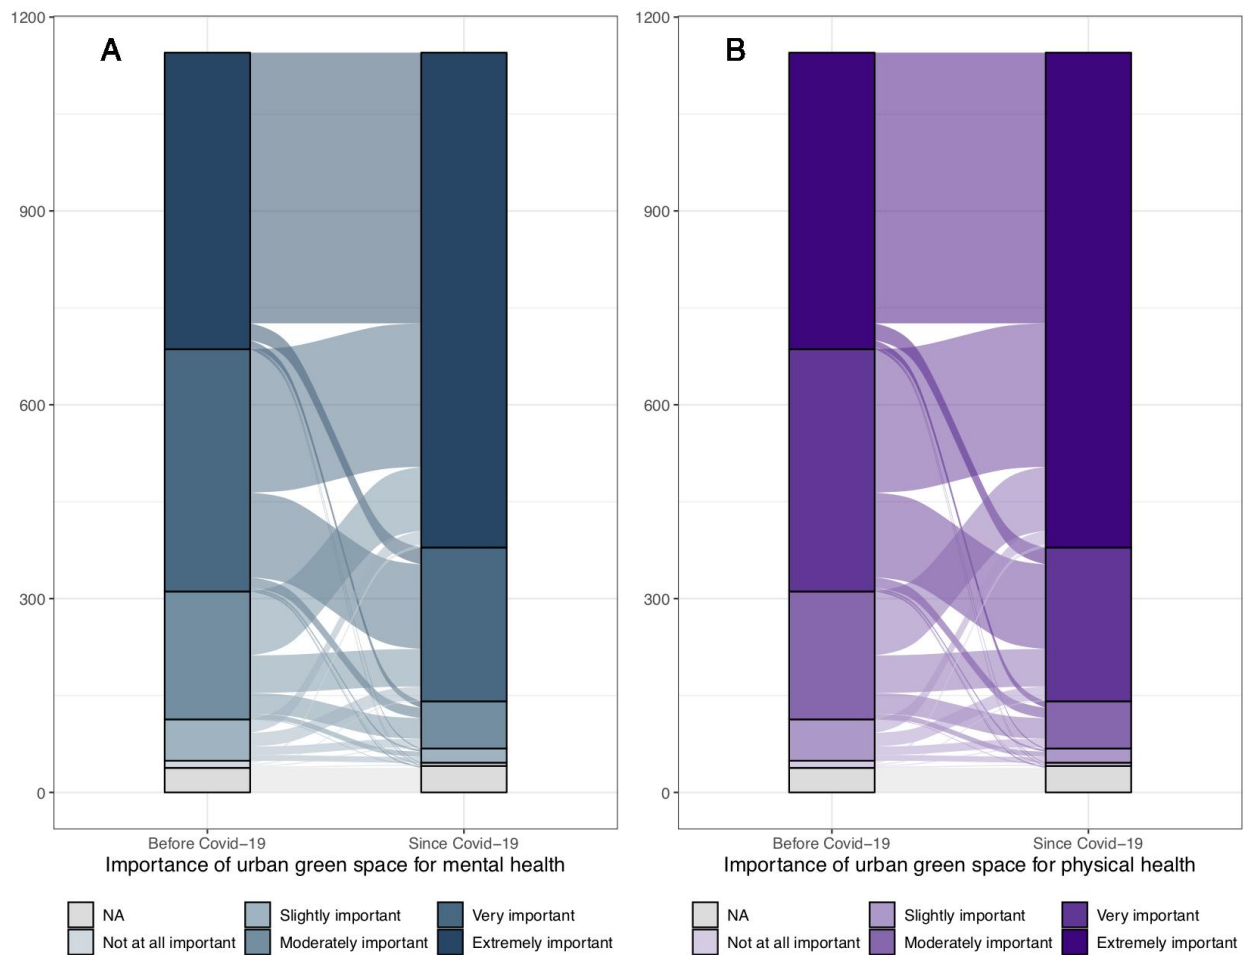 A
B
1200
900
600
300
0
Before Covid−19
Since Covid−19
Importance of urban green space for mental health
1200
900
600
300
0
Before Covid−19
Since Covid−19
Importance of urban green space for physical health
NA
Slightly important
Very important
Not at all important
Moderately important
Extremely important
NA
Slightly important
Very important
Not at all important
Moderately important
Extremely important